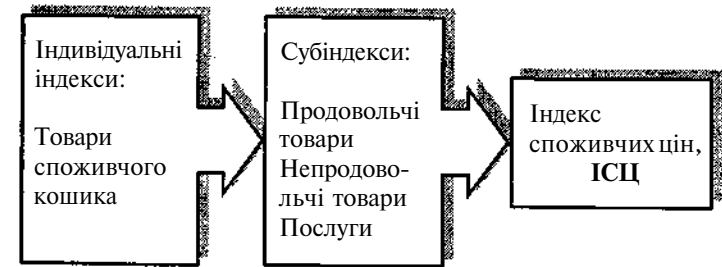 Індивідуальні
індекси:
Товари
споживчого
кошика
Субіндекси:
Продовольчі
товари
Непродово-
льчі товари
Послуги
Індекс
споживчих цін,
ІСЦ